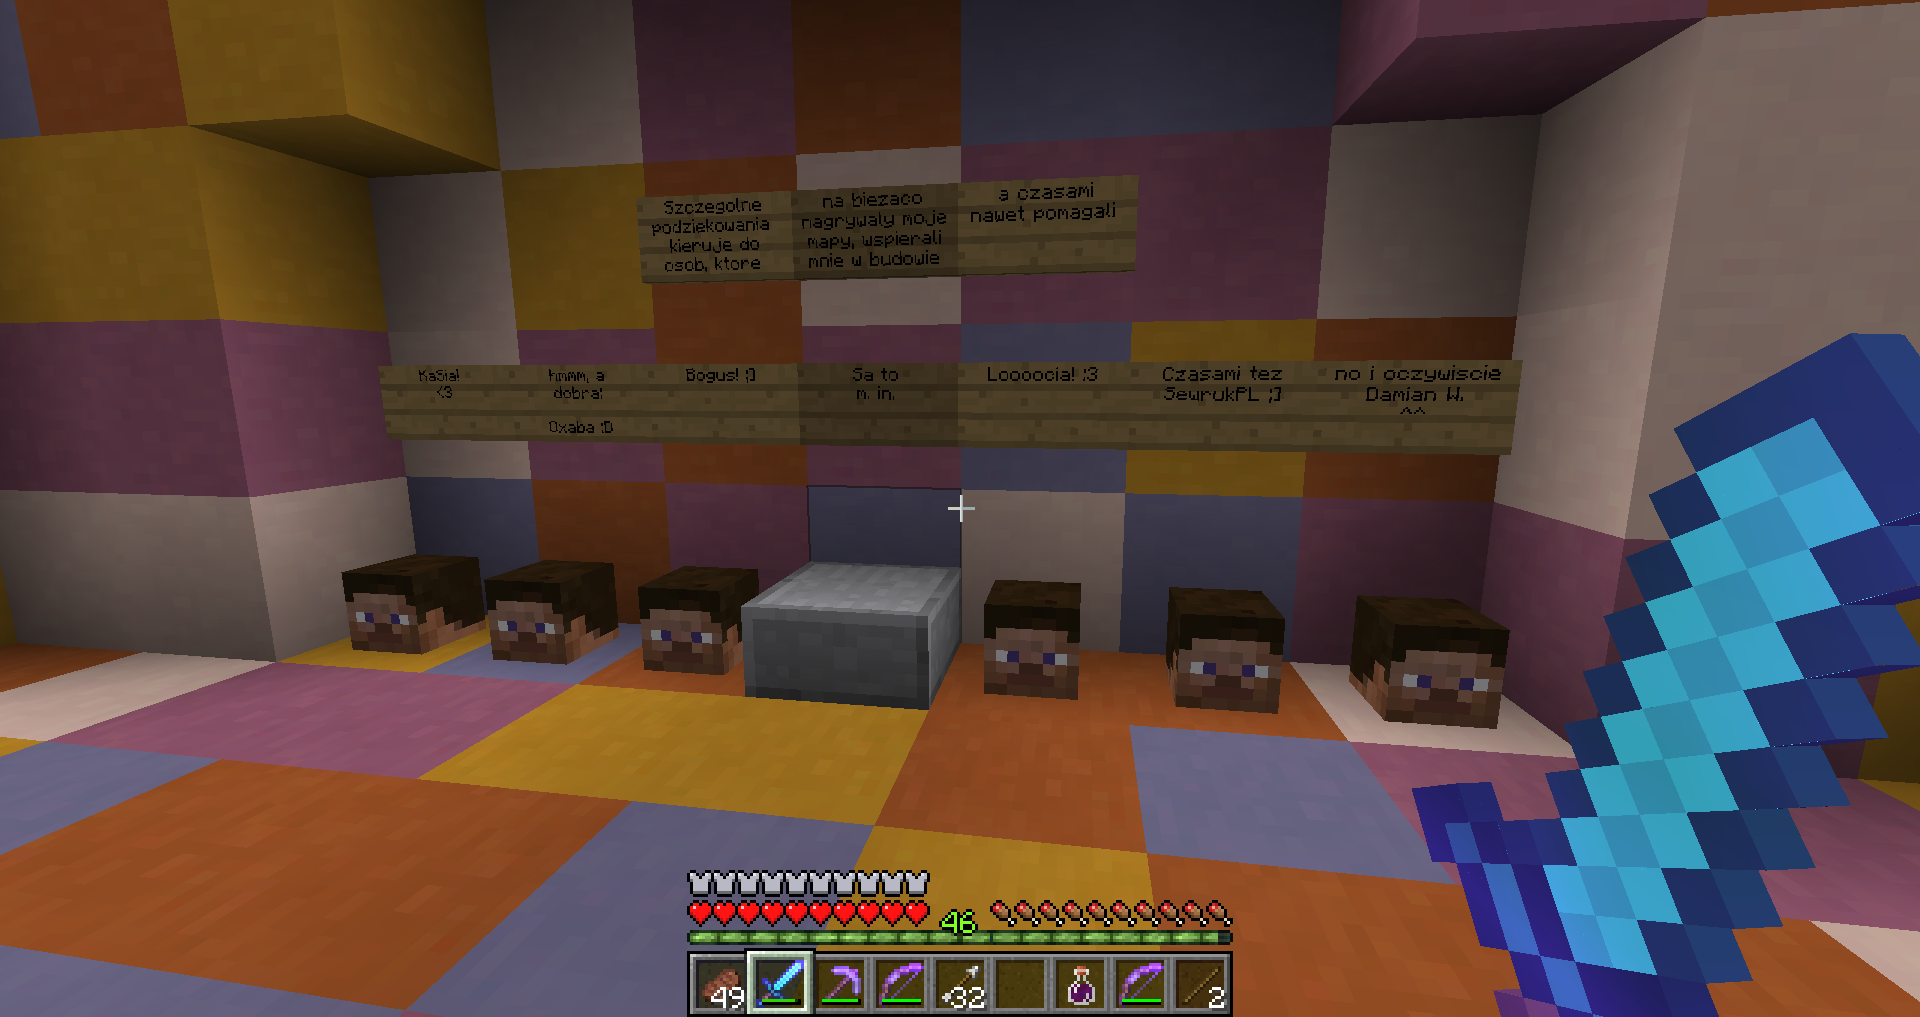 Szczegolne
podziekowania
kieruje do
osob, ktore
na biezaco
nagrywaly moje
mapy, wspierali
mnie w budowie
a czasami
nawet pomagali
KaSia!
<3
hmmm, a
dobra!
Oxaba :D
Bogus! ;)
Sa to
m. in.
Loooocia! :3
Czasami tez
SewrukPL ;]
no i oczywiscie
Damian W.
^^
46
49
32
2